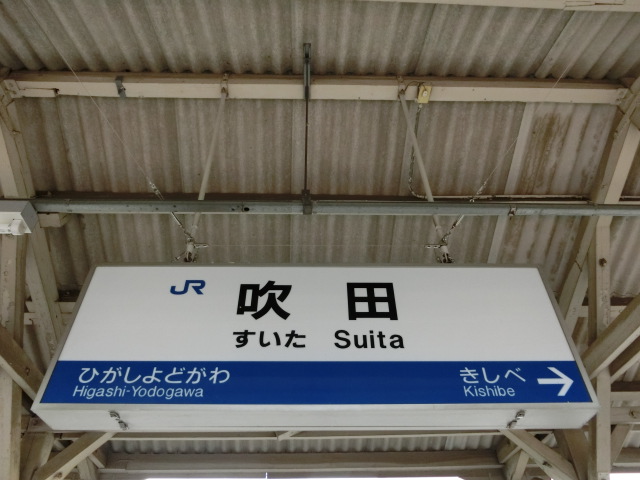 JR 吹田
すいた Suita
ひがしよどがわ きしべ →
Higashi-Yodogawa Kishibe